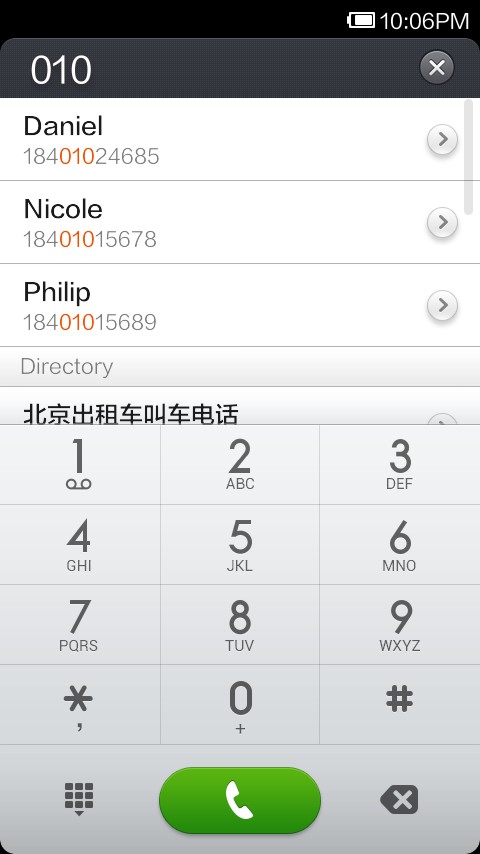 10:06PM
010
Daniel
18401024685
Nicole
18401015678
Philip
18401015689
Directory
北京出租车叫车电话
1 2 3
ABC DEF
4 5 6
GHI JKL MNO
7 8 9
PQRS TUV WXYZ
* 0 #
, +